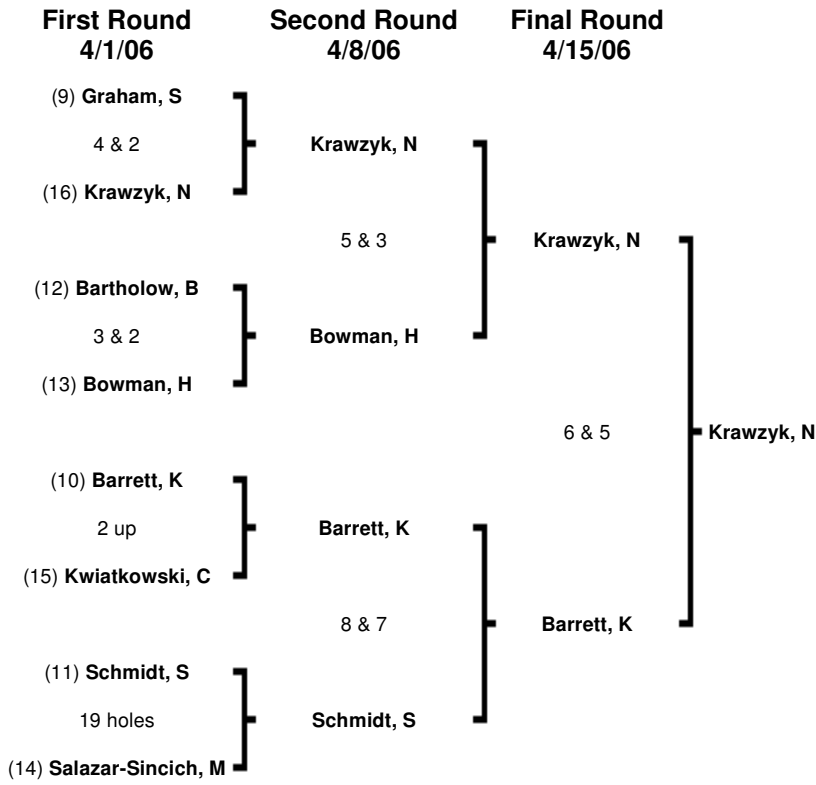 First Round
4/1/06
Second Round
4/8/06
Final Round
4/15/06
(9) Graham, S
4 & 2
(16) Krawzyk, N
Krawzyk, N
5 & 3
(12) Bartholow, B
3 & 2
(13) Bowman, H
Bowman, H
Krawzyk, N
6 & 5
Krawzyk, N
(10) Barrett, K
2 up
(15) Kwiatkowski, C
Barrett, K
8 & 7
(11) Schmidt, S
19 holes
(14) Salazar-Sincich, M
Schmidt, S
Barrett, K